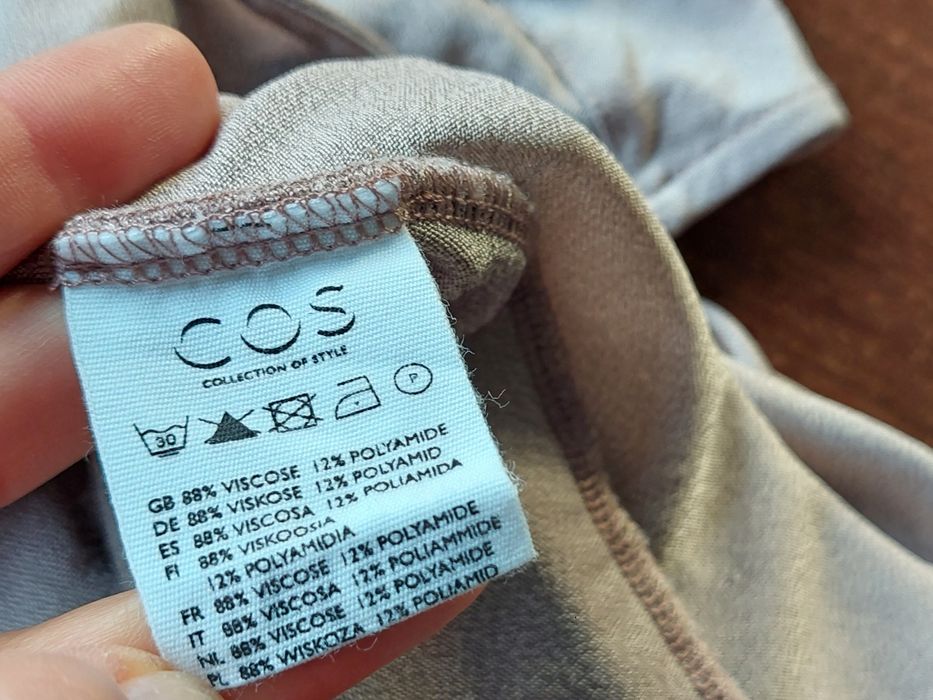 COS
COLLECTION OF STYLE
30 P
GB 88% VISCOSE 12% POLYAMIDE
DE 88% VISKOSE 12% POLYAMID
ES 88% VISCOSA 12% POLIAMIDA
FI 88% VISKOOSIA
12% POLYAMIDIA
FR 88% VISCOSE 12% POLYAMIDE
IT 88% VISCOSA 12% POLIAMMIDE
NL 88% VISCOSE 12% POLYAMIDE
PL 88% WISKOZA 12% POLIAMID